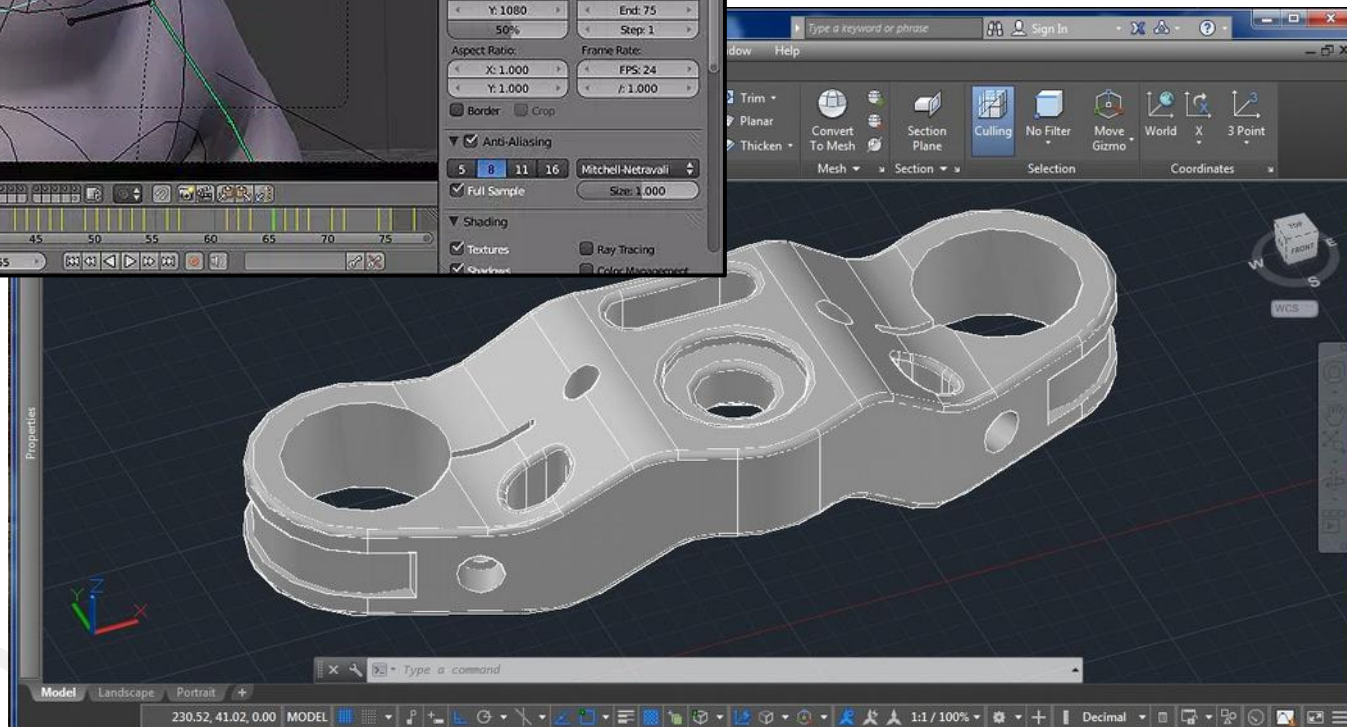 Y: 1080
End: 75
50%
Step: 1
Aspect Ratio:
Frame Rate:
X: 1.000
FPS: 24
Y: 1.000
/: 1.000
Border
Crop
Anti-Aliasing
5 8 11 16
Mitchell-Netravali
Full Sample
Size: 1.000
Shading
Textures
Ray Tracing
Shadows
Color Management
45 50 55 60 65 70 75
Type a keyword or phrase
Sign In
Help
Trim
Planar
Thicken
Convert
To Mesh
Section
Plane
Culling
No Filter
Move
Gizmo
World
X
3 Point
Mesh
Section
Selection
Coordinates
TOP
FRONT
W
E
S
WCS
Properties
Y
Z
X
Type a command
Model
Landscape
Portrait
+
230.52, 41.02, 0.00
MODEL
1:1 / 100%
Decimal